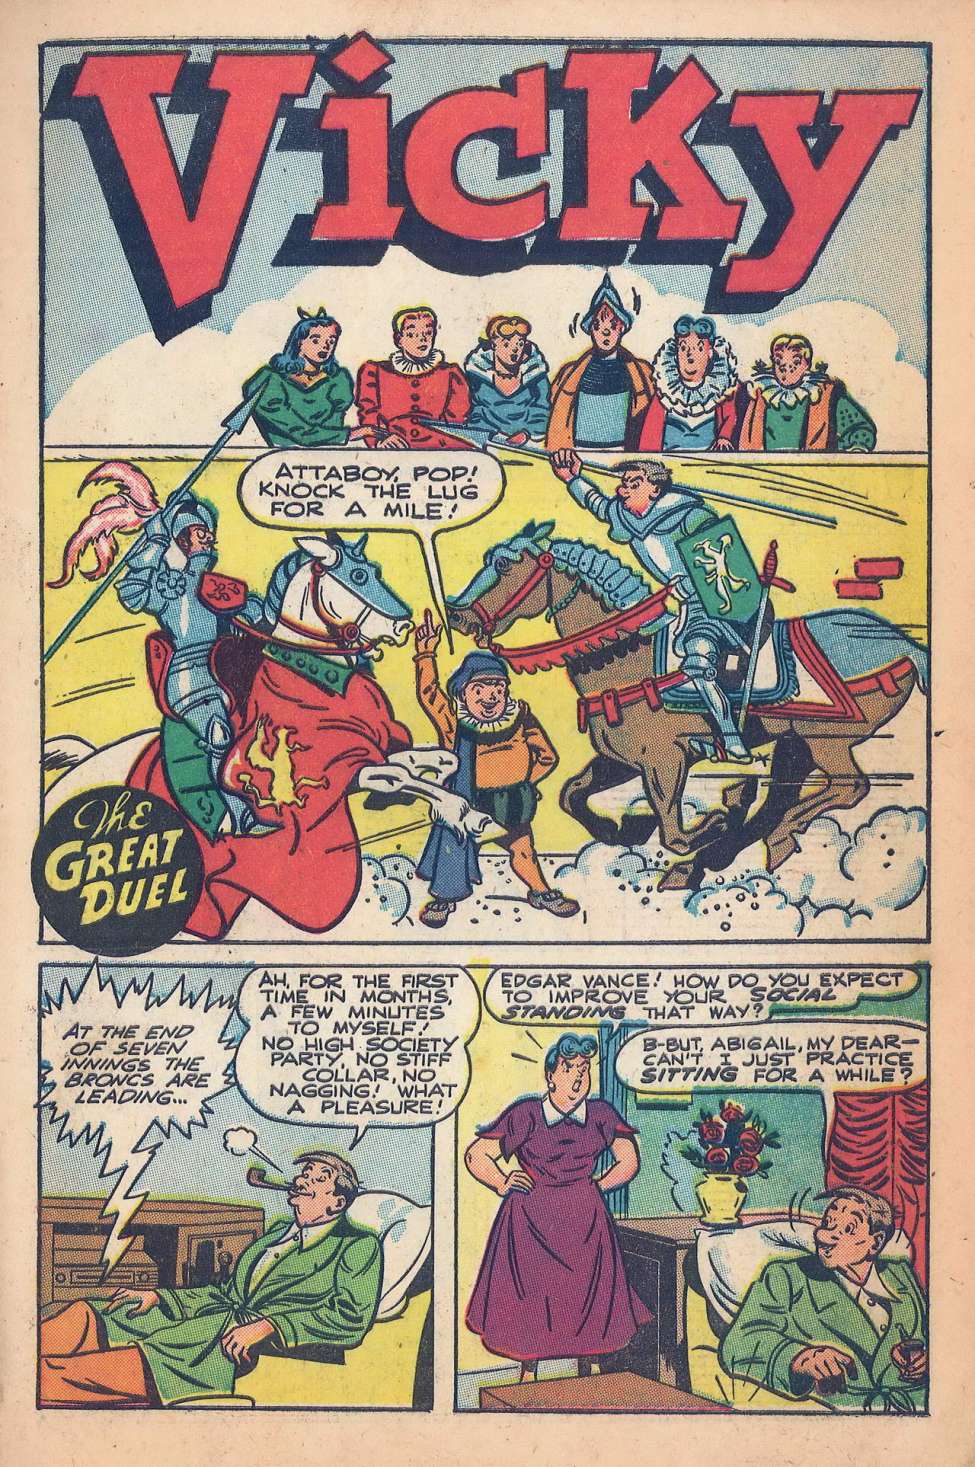 Vicky
ATTABOY, POP!
KNOCK THE LUG
FOR A MILE!
The
GREAT
DUEL
AT THE END
OF SEVEN
INNINGS THE
BRONCS ARE
LEADING...
AH, FOR THE FIRST
TIME IN MONTHS,
A FEW MINUTES
TO MYSELF!
NO HIGH SOCIETY
PARTY, NO STIFF
COLLAR, NO
NAGGING! WHAT
A PLEASURE!
EDGAR VANCE! HOW DO YOU EXPECT
TO IMPROVE YOUR SOCIAL
STANDING THAT WAY?
B-BUT, ABIGAIL, MY DEAR—
CAN'T I JUST PRACTICE
SITTING FOR A WHILE?